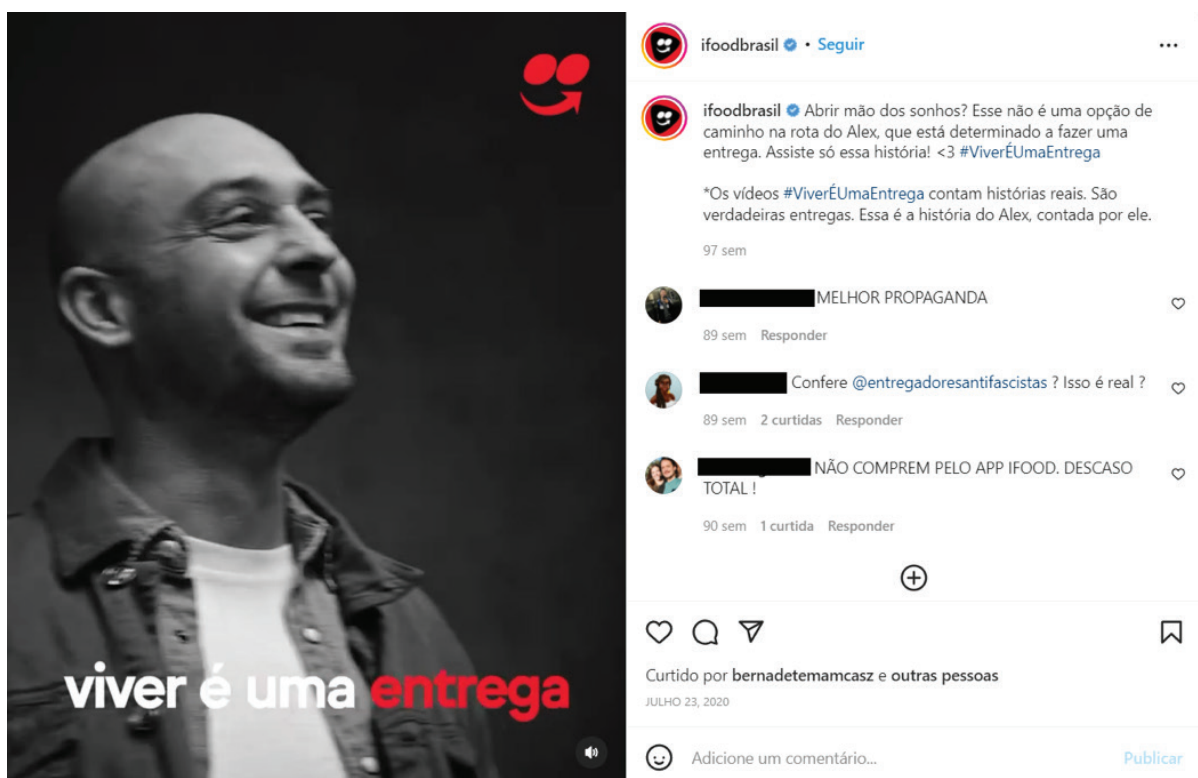 viver é uma entrega
ifoodbrasil • Seguir
ifoodbrasil Abrir mão dos sonhos? Esse não é uma opção de
caminho na rota do Alex, que está determinado a fazer uma
entrega. Assiste só essa história! <3 #ViverÉUmaEntrega
*Os vídeos #ViverÉUmaEntrega contam histórias reais. São
verdadeiras entregas. Essa é a história do Alex, contada por ele.
97 sem
MELHOR PROPAGANDA
89 sem Responder
Confere @entregadoresantifascistas ? Isso é real ?
89 sem 2 curtidas Responder
NÃO COMPREM PELO APP IFOOD. DESCASO
TOTAL !
90 sem 1 curtida Responder
Curtido por bernadetemamcasz e outras pessoas
JULHO 23, 2020
Adicione um comentário... Publicar